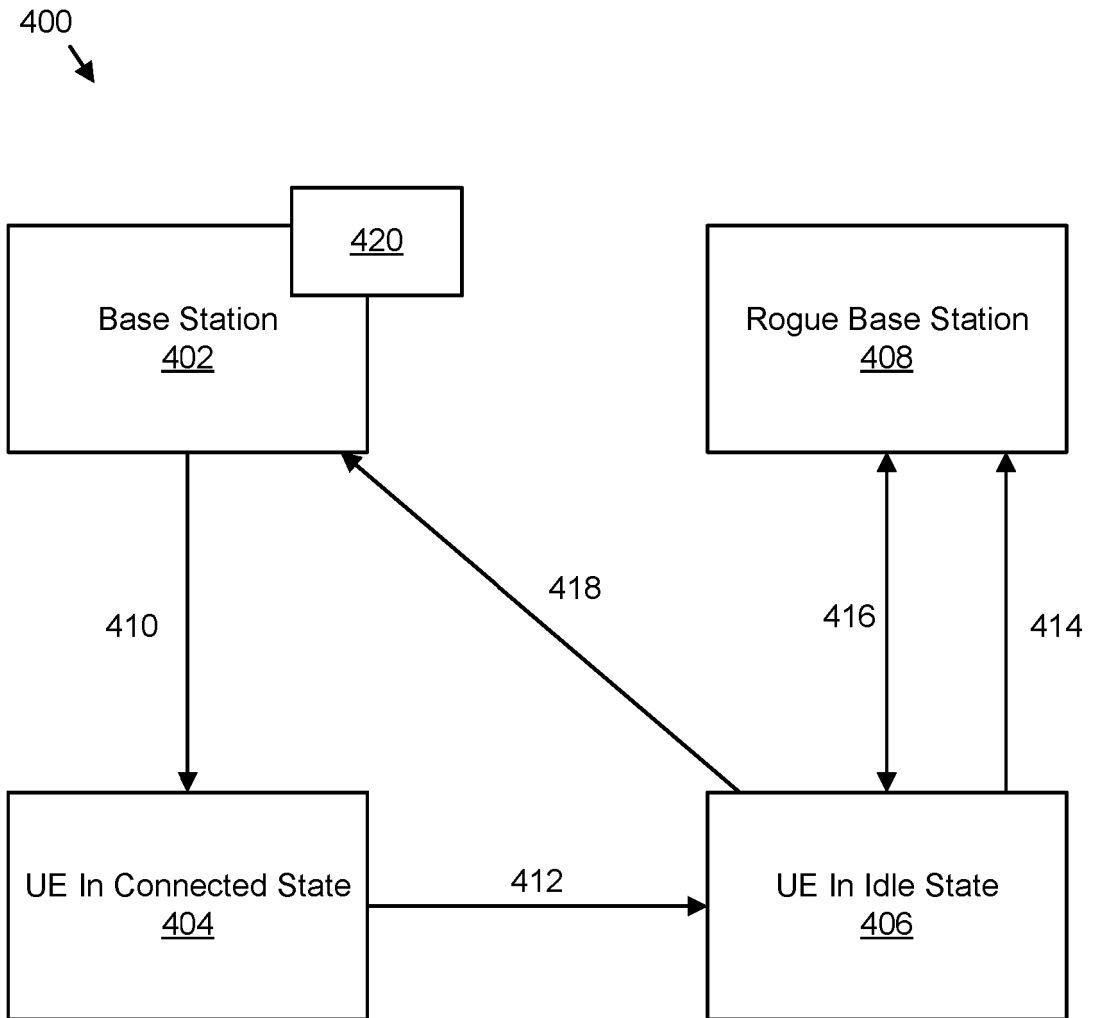 400
420
Base Station
402
Rogue Base Station
408
410
418
416
414
UE In Connected State
404
412
UE In Idle State
406